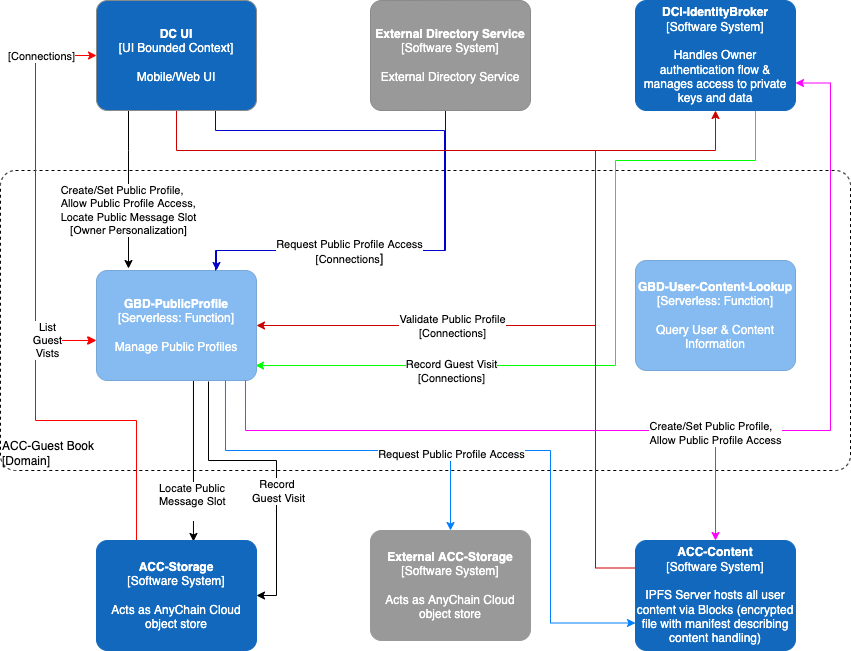 DC UI
[UI Bounded Context]
Mobile/Web UI
External Directory Service
[Software System]
External Directory Service
DCI-IdentityBroker
[Software System]
Handles Owner
authentication flow &
manages access to private
keys and data
[Connections]
Create/Set Public Profile,
Allow Public Profile Access,
Locate Public Message Slot
[Owner Personalization]
Request Public Profile Access
[Connections]
GBD-PublicProfile
[Serverless: Function]
Manage Public Profiles
GBD-User-Content-Lookup
[Serverless: Function]
Query User & Content
Information
List
Guest
Vists
Validate Public Profile
[Connections]
Record Guest Visit
[Connections]
Create/Set Public Profile,
Allow Public Profile Access
ACC-Guest Book
[Domain]
Request Public Profile Access
Locate Public
Message Slot
Record
Guest Visit
ACC-Storage
[Software System]
Acts as AnyChain Cloud
object store
External ACC-Storage
[Software System]
Acts as AnyChain Cloud
object store
ACC-Content
[Software System]
IPFS Server hosts all user
content via Blocks (encrypted
file with manifest describing
content handling)